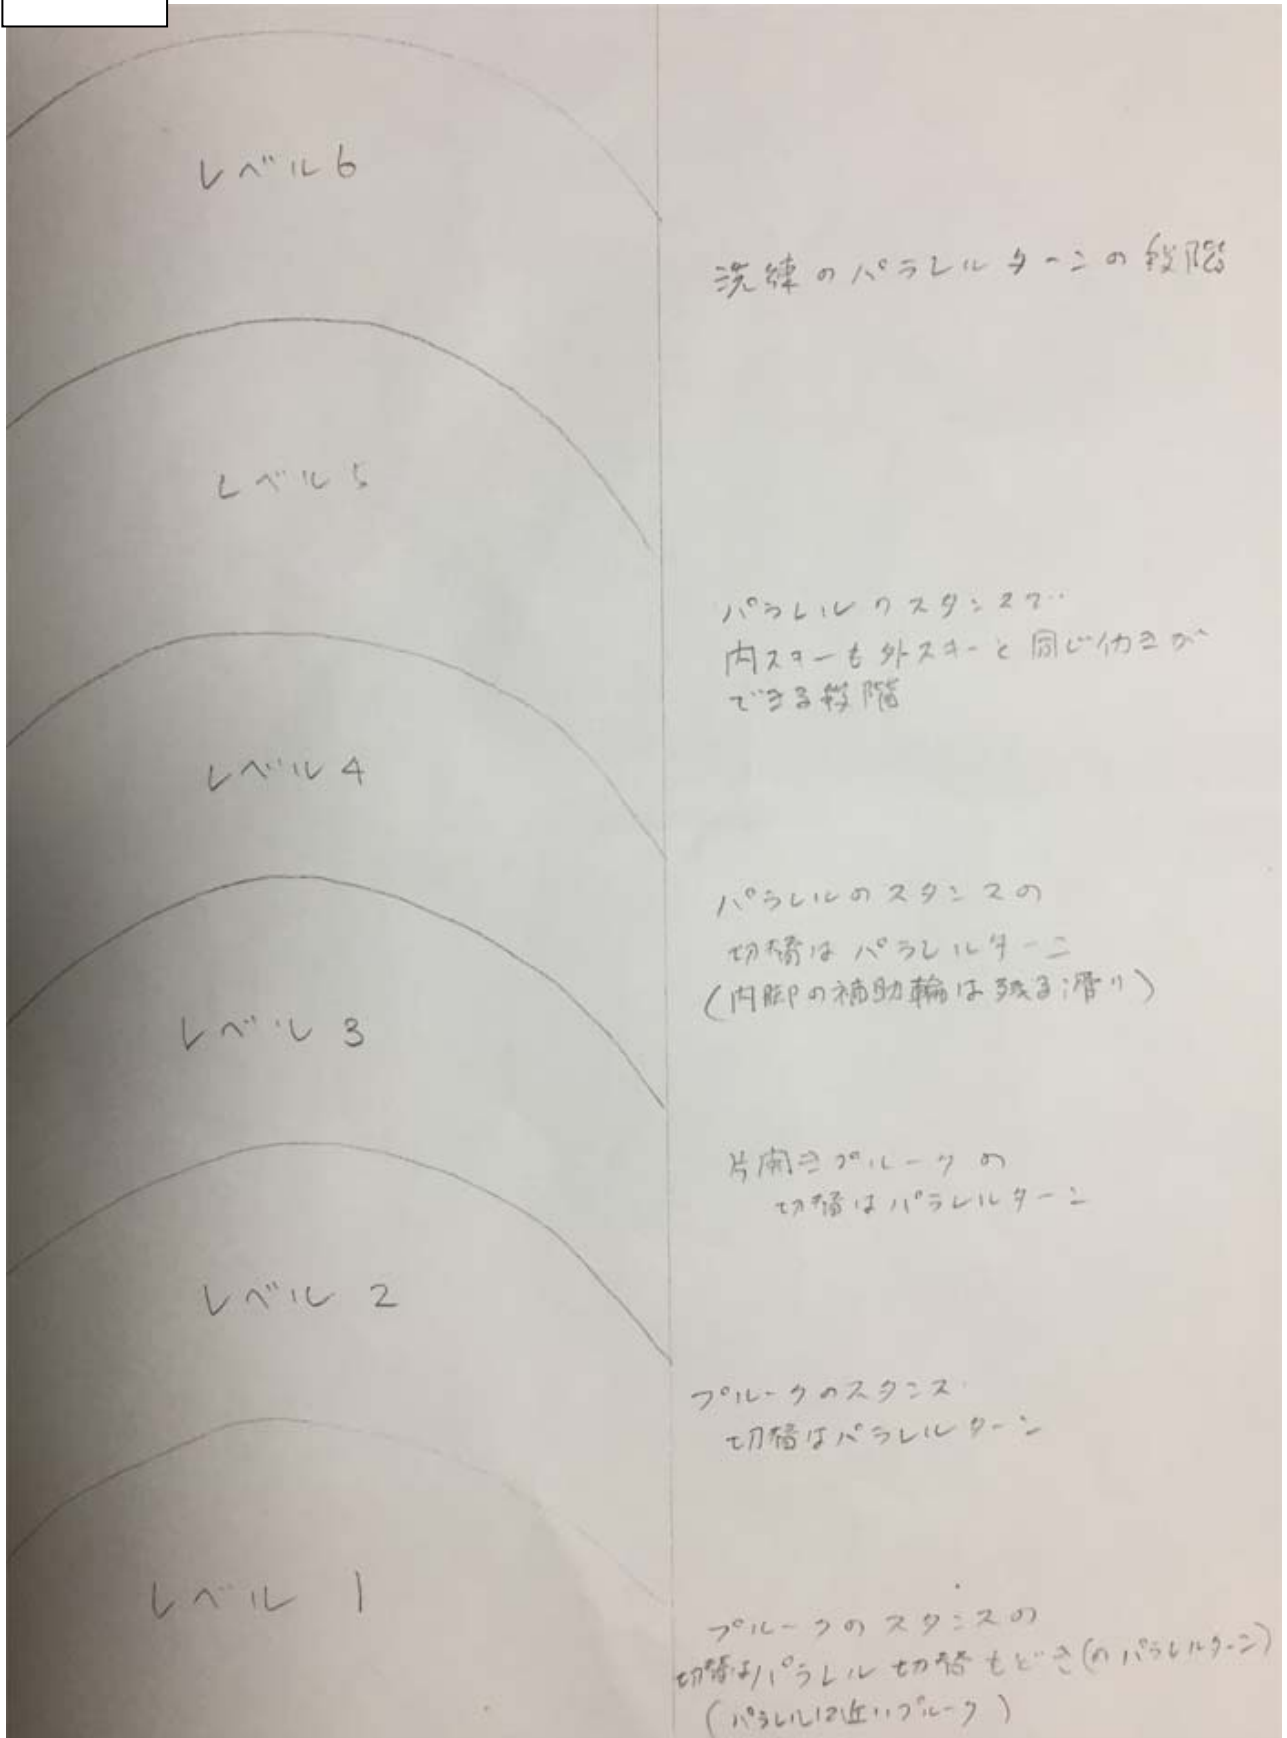 レベル6
洗練のパラレルターンの段階
レベル5
パラレルのスタンスで
内スキーも外スキーと同じ働きが
できる段階
レベル4
パラレルのスタンスの
切替はパラレルターン
(内脚の補助輪は残る滑り)
レベル3
片開きプルークの
切替はパラレルターン
レベル2
プルークのスタンス
切替はパラレルターン
レベル1
プルークのスタンスの
切替はパラレル切替もどき(のパラレルターン)
(パラレルに近いプルーク)